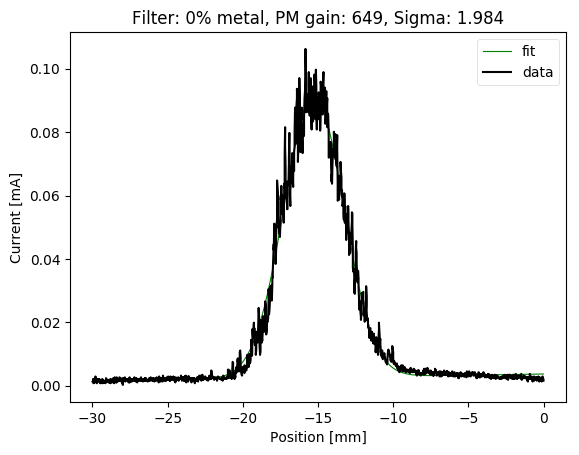 Filter: 0% metal, PM gain: 649, Sigma: 1.984
fit
data
Current [mA]
0.10
0.08
0.06
0.04
0.02
0.00
−30
−25
−20
−15
−10
−5
0
Position [mm]